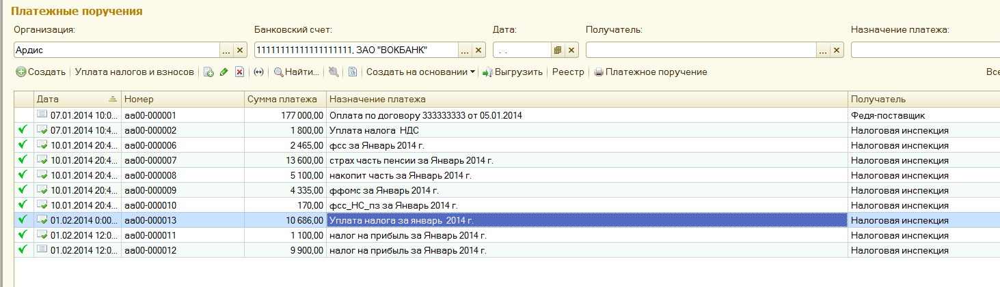 Платежные поручения
Организация: Банковский счет: Дата: Получатель: Назначение платежа:
Ардис ... × 11111111111111111111, ЗАО "ВОКБАНК" ... × . . × ... ×
Создать Уплата налогов и взносов Найти... Создать на основании Выгрузить Реестр Платежное поручение Все
Дата Номер Сумма платежа Назначение платежа Получатель
07.01.2014 10:0... аа00-000001 177 000,00 Оплата по договору 333333333 от 05.01.2014 Федя-поставщик
07.01.2014 10:4... аа00-000002 1 800,00 Уплата налога НДС Налоговая инспекция
10.01.2014 20:4... аа00-000006 2 465,00 фсс за Январь 2014 г. Налоговая инспекция
10.01.2014 20:4... аа00-000007 13 600,00 страх часть пенсии за Январь 2014 г. Налоговая инспекция
10.01.2014 20:4... аа00-000008 5 100,00 накопит часть за Январь 2014 г. Налоговая инспекция
10.01.2014 20:4... аа00-000009 4 335,00 ффомс за Январь 2014 г. Налоговая инспекция
10.01.2014 20:4... аа00-000010 170,00 фсс_НС_пз за Январь 2014 г. Налоговая инспекция
01.02.2014 0:00... аа00-000013 10 686,00 Уплата налога за январь 2014 г. Налоговая инспекция
01.02.2014 12:0... аа00-000011 1 100,00 налог на прибыль за Январь 2014 г. Налоговая инспекция
01.02.2014 12:0... аа00-000012 9 900,00 налог на прибыль за Январь 2014 г. Налоговая инспекция